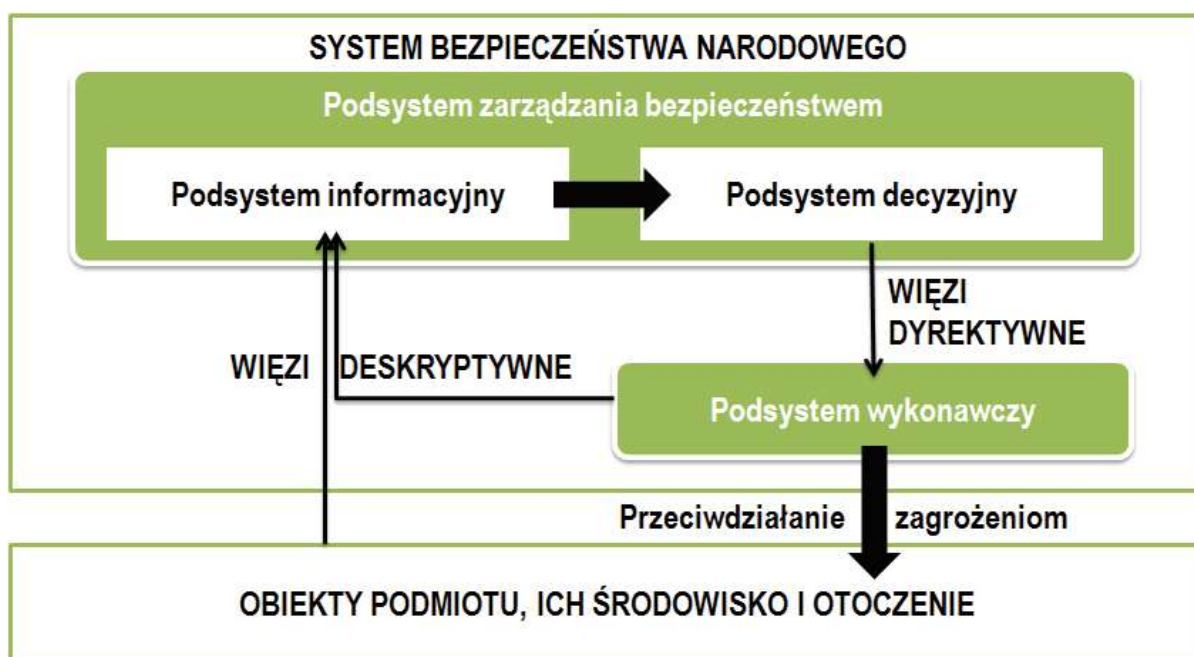 SYSTEM BEZPIECZEŃSTWA NARODOWEGO
Podsystem zarządzania bezpieczeństwem
Podsystem informacyjny
Podsystem decyzyjny
WIĘZI
DYREKTYWNE
WIĘZI DESKRYPTYWNE
Podsystem wykonawczy
Przeciwdziałanie zagrożeniom
OBIEKTY PODMIOTU, ICH ŚRODOWISKO I OTOCZENIE